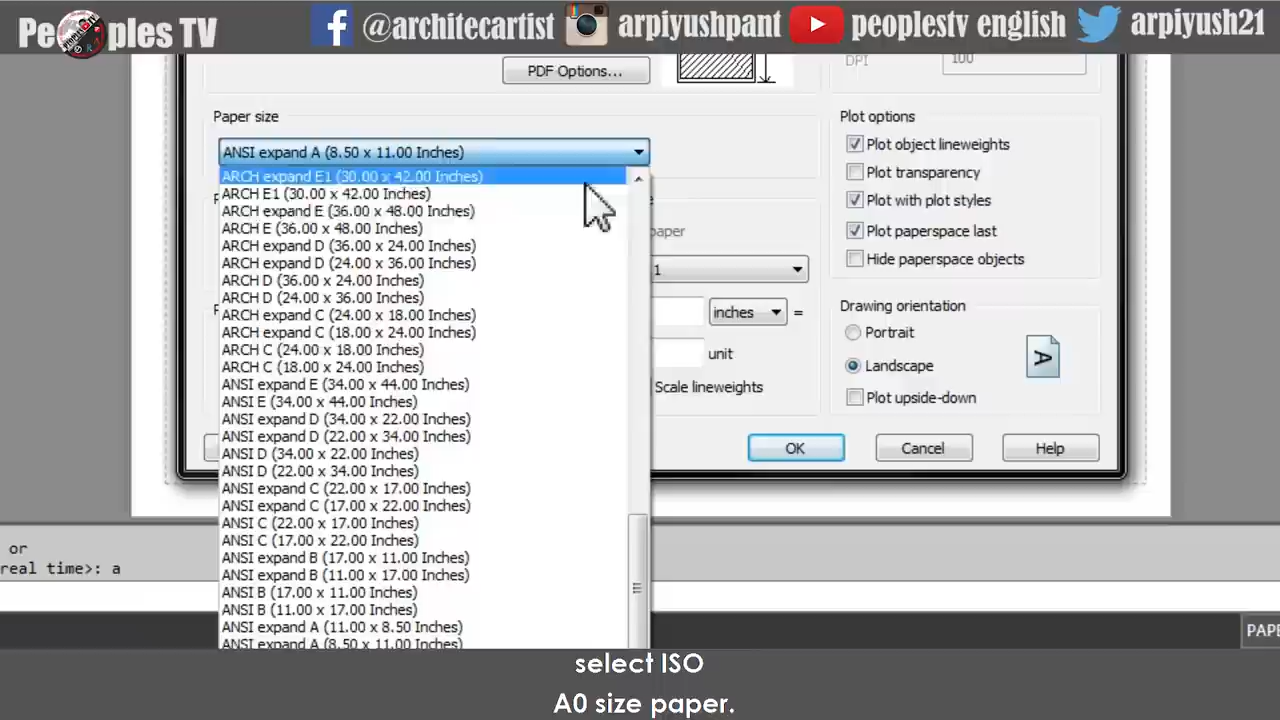 Peoples TV
@architecartist
arpiyushpant
peoplestv english
arpiyush21
PDF Options...
DPI
100
Paper size
ANSI expand A (8.50 x 11.00 Inches)
ARCH expand E1 (30.00 x 42.00 Inches)
ARCH E1 (30.00 x 42.00 Inches)
ARCH expand E (36.00 x 48.00 Inches)
ARCH E (36.00 x 48.00 Inches)
ARCH expand D (36.00 x 24.00 Inches)
ARCH expand D (24.00 x 36.00 Inches)
ARCH D (36.00 x 24.00 Inches)
ARCH D (24.00 x 36.00 Inches)
ARCH expand C (24.00 x 18.00 Inches)
ARCH expand C (18.00 x 24.00 Inches)
ARCH C (24.00 x 18.00 Inches)
ARCH C (18.00 x 24.00 Inches)
ANSI expand E (34.00 x 44.00 Inches)
ANSI E (34.00 x 44.00 Inches)
ANSI expand D (34.00 x 22.00 Inches)
ANSI expand D (22.00 x 34.00 Inches)
ANSI D (34.00 x 22.00 Inches)
ANSI D (22.00 x 34.00 Inches)
ANSI expand C (22.00 x 17.00 Inches)
ANSI expand C (17.00 x 22.00 Inches)
ANSI C (22.00 x 17.00 Inches)
ANSI C (17.00 x 22.00 Inches)
ANSI expand B (17.00 x 11.00 Inches)
ANSI expand B (11.00 x 17.00 Inches)
ANSI B (17.00 x 11.00 Inches)
ANSI B (11.00 x 17.00 Inches)
ANSI expand A (11.00 x 8.50 Inches)
ANSI expand A (8.50 x 11.00 Inches)
paper
1
inches
=
unit
Scale lineweights
Plot options
Plot object lineweights
Plot transparency
Plot with plot styles
Plot paperspace last
Hide paperspace objects
Drawing orientation
Portrait
Landscape
A
Plot upside-down
OK
Cancel
Help
or
real time>: a
PAPE
select ISO
A0 size paper.